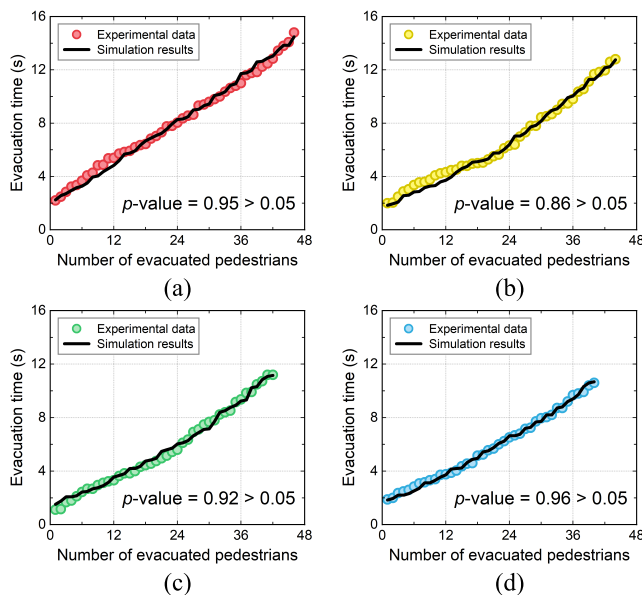 Experimental data
Simulation results
Evacuation time (s)
16
12
8
4
0
p-value = 0.95 > 0.05
0 12 24 36 48
Number of evacuated pedestrians
(a)
Experimental data
Simulation results
Evacuation time (s)
16
12
8
4
0
p-value = 0.86 > 0.05
0 12 24 36 48
Number of evacuated pedestrians
(b)
Experimental data
Simulation results
Evacuation time (s)
16
12
8
4
0
p-value = 0.92 > 0.05
0 12 24 36 48
Number of evacuated pedestrians
(c)
Experimental data
Simulation results
Evacuation time (s)
16
12
8
4
0
p-value = 0.96 > 0.05
0 12 24 36 48
Number of evacuated pedestrians
(d)